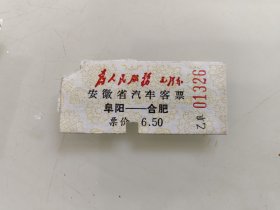 为人民服务 毛泽东
安徽省汽车客票
阜阳——合肥
票价 6.50
01326